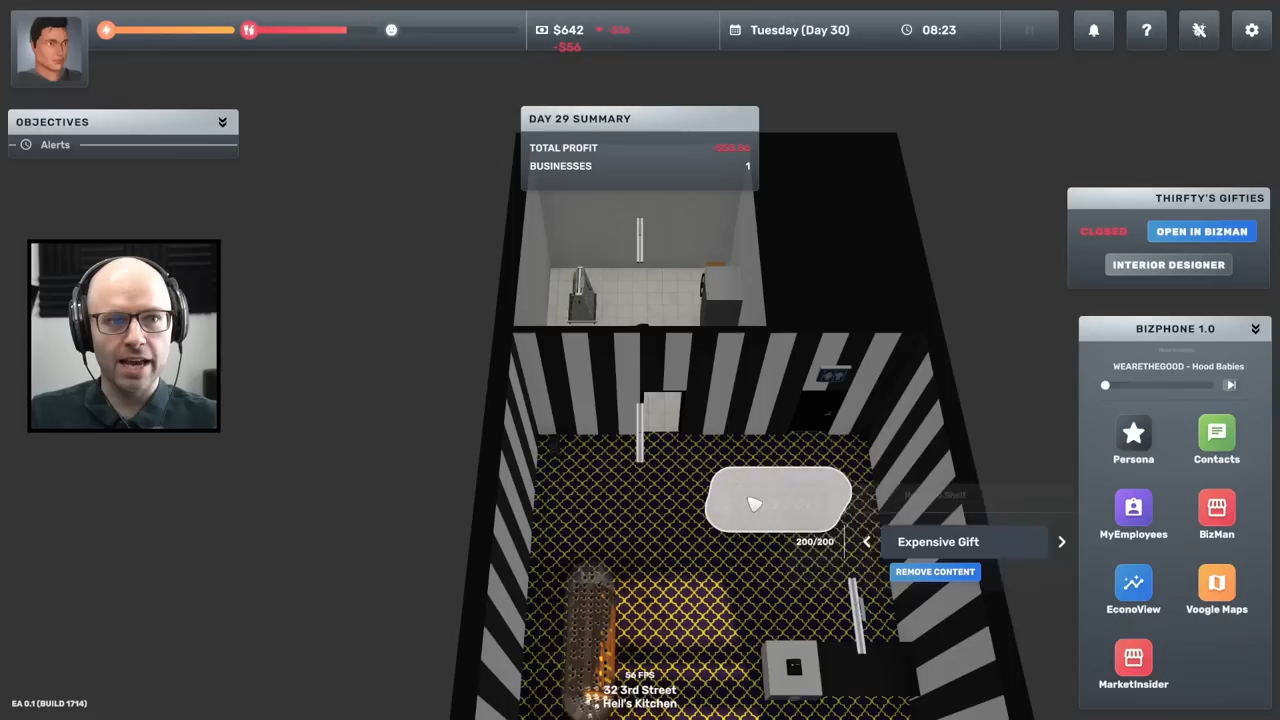 $642
-$56
Tuesday (Day 30)
08:23
?
OBJECTIVES
Alerts
DAY 29 SUMMARY
TOTAL PROFIT
BUSINESSES 1
THIRFTY'S GIFTIES
CLOSED OPEN IN BIZMAN
INTERIOR DESIGNER
BIZPHONE 1.0
WEARETHEGOOD - Hood Babies
Persona Contacts
MyEmployees BizMan
EconoView Voogle Maps
MarketInsider
200/200
Expensive Gift
REMOVE CONTENT
56 FPS
32 3rd Street
Hell's Kitchen
EA 0.1 (BUILD 1714)